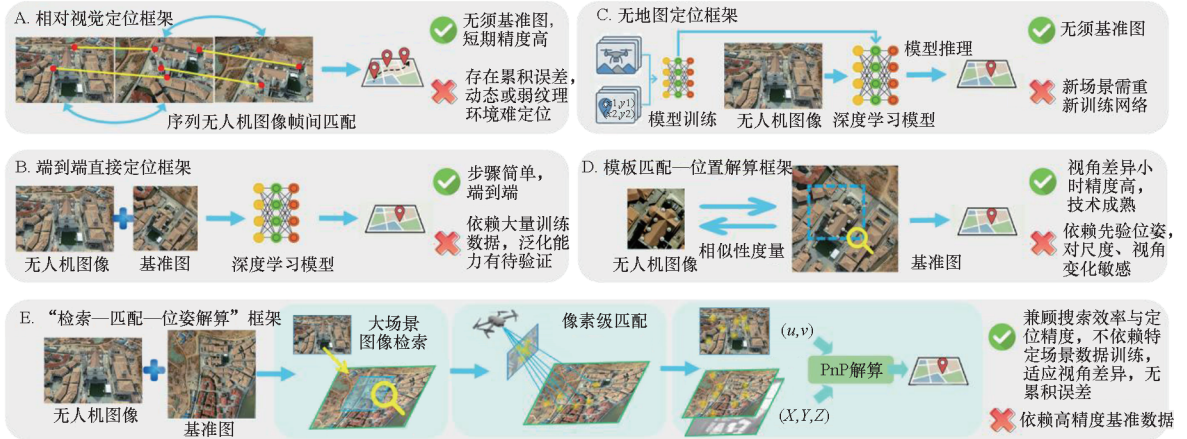 A. 相对视觉定位框架
序列无人机图像帧间匹配
无须基准图,
短期精度高
存在累积误差,
动态或弱纹理
环境难定位
C. 无地图定位框架
(x1,y1)
(x2,y2)
模型训练
无人机图像
深度学习模型
模型推理
无须基准图
新场景需重
新训练网络
B. 端到端直接定位框架
无人机图像
基准图
深度学习模型
步骤简单,
端到端
依赖大量训练
数据，泛化能
力有待验证
D. 模板匹配—位置解算框架
无人机图像
相似性度量
基准图
视角差异小
时精度高，
技术成熟
依赖先验位姿，
对尺度、视角
变化敏感
E. “检索—匹配—位姿解算”框架
无人机图像
基准图
大场景
图像检索
像素级匹配
(u,v)
(X,Y,Z)
PnP解算
兼顾搜索效率与定
位精度，不依赖特
定场景数据训练，
适应视角差异，无
累积误差
依赖高精度基准数据